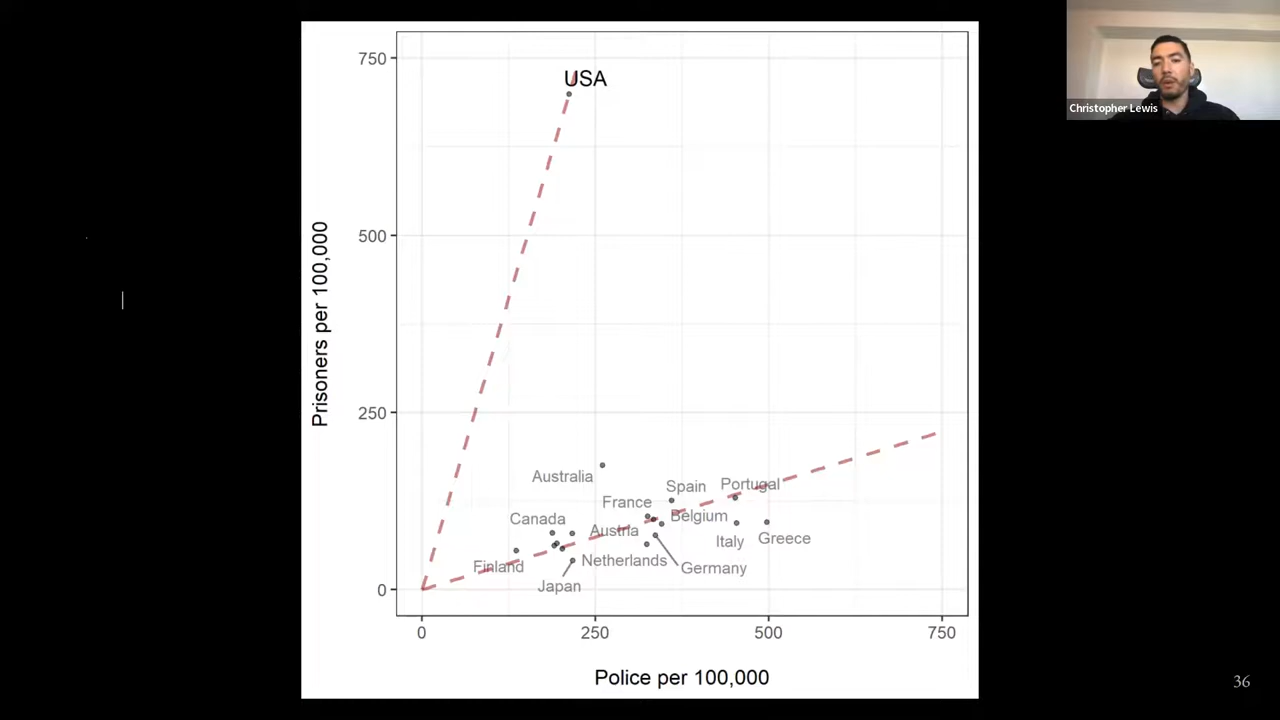 Christopher Lewis
750
USA
500
Prisoners per 100,000
250
Australia
Spain
Portugal
France
Canada
Austria
Belgium
Italy
Greece
Finland
Netherlands
Germany
Japan
0
0
250
500
750
Police per 100,000
36